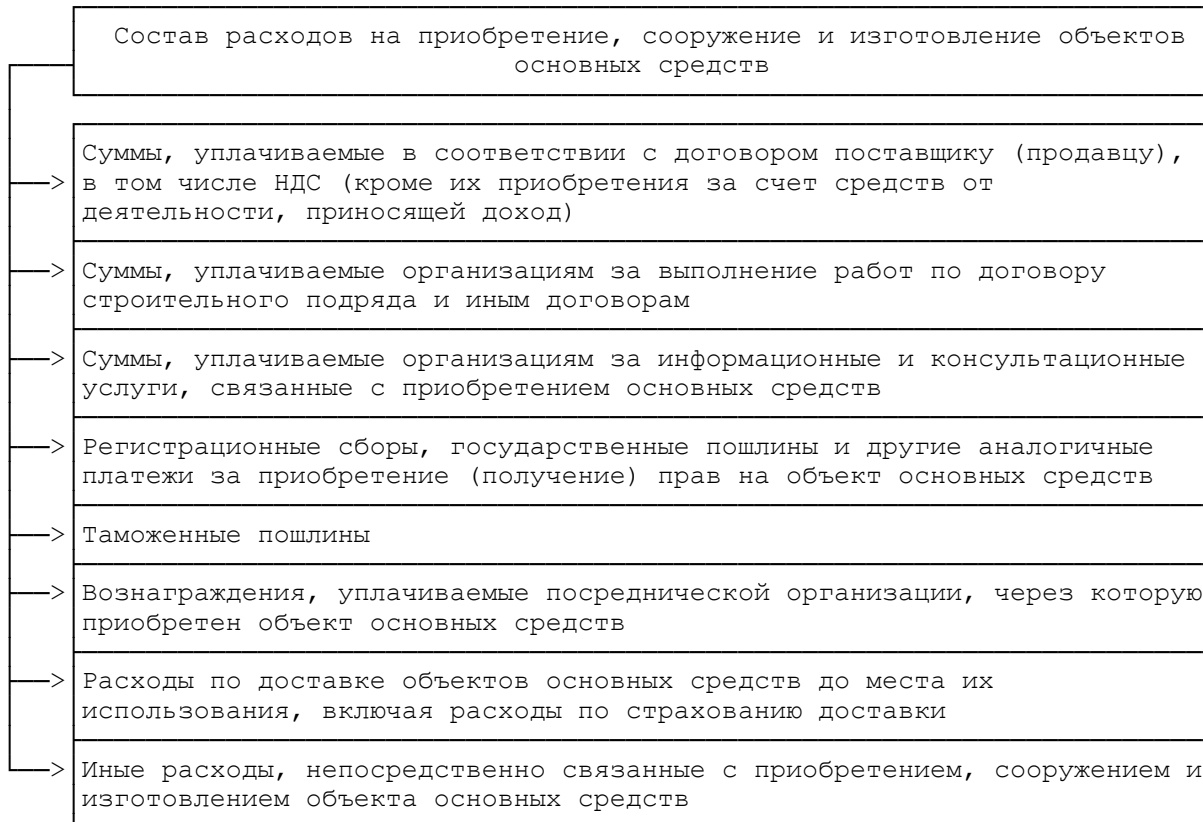 Состав расходов на приобретение, сооружение и изготовление объектов
основных средств
Суммы, уплачиваемые в соответствии с договором поставщику (продавцу),
в том числе НДС (кроме их приобретения за счет средств от
деятельности, приносящей доход)
Суммы, уплачиваемые организациям за выполнение работ по договору
строительного подряда и иным договорам
Суммы, уплачиваемые организациям за информационные и консультационные
услуги, связанные с приобретением основных средств
Регистрационные сборы, государственные пошлины и другие аналогичные
платежи за приобретение (получение) прав на объект основных средств
Таможенные пошлины
Вознаграждения, уплачиваемые посреднической организации, через которую
приобретен объект основных средств
Расходы по доставке объектов основных средств до места их
использования, включая расходы по страхованию доставки
Иные расходы, непосредственно связанные с приобретением, сооружением и
изготовлением объекта основных средств